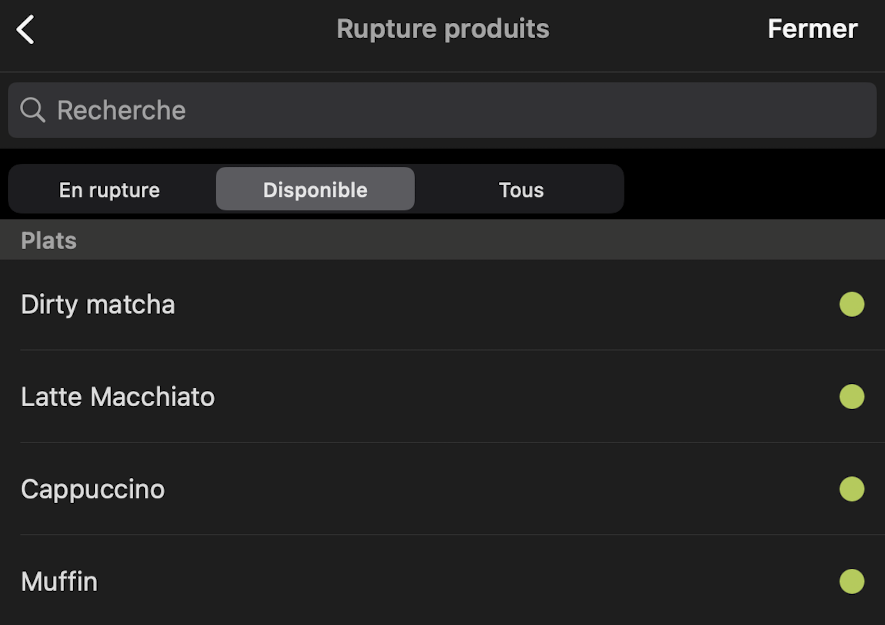 Rupture produits Fermer
Recherche
En rupture Disponible Tous
Plats
Dirty matcha
Latte Macchiato
Cappuccino
Muffin